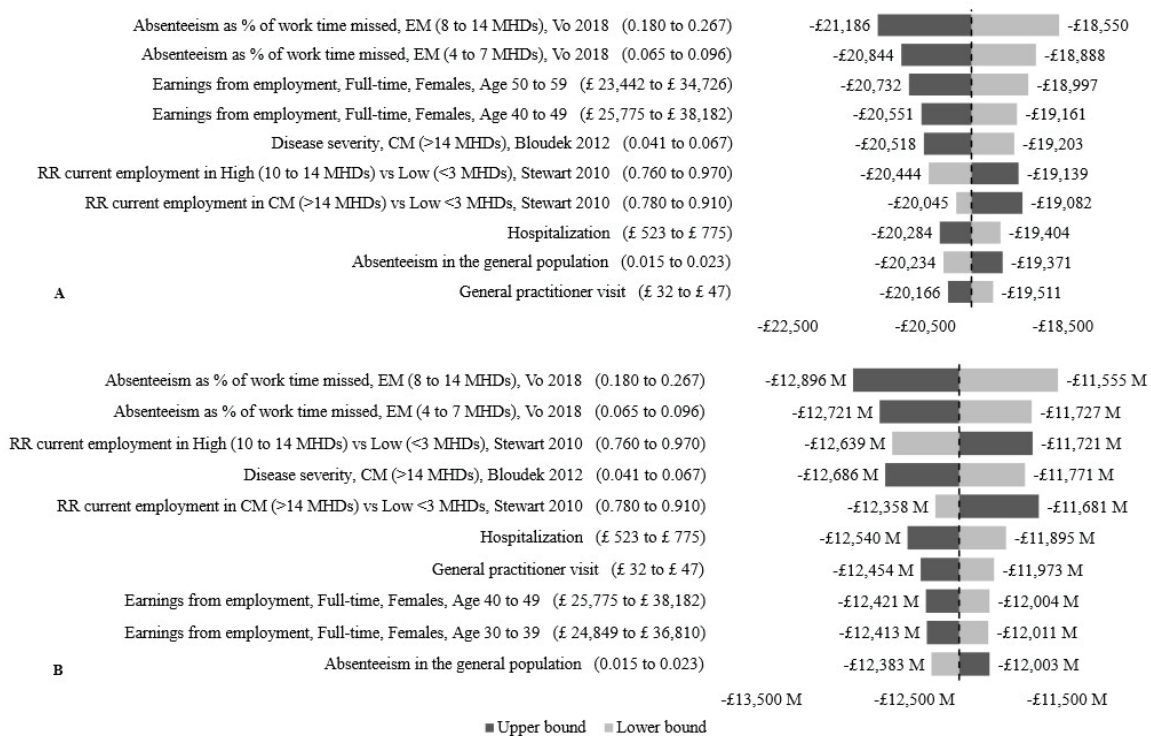 Absenteeism as % of work time missed, EM (8 to 14 MHDs), Vo 2018 (0.180 to 0.267) -£21,186 -£18,550
Absenteeism as % of work time missed, EM (4 to 7 MHDs), Vo 2018 (0.065 to 0.096) -£20,844 -£18,888
Earnings from employment, Full-time, Females, Age 50 to 59 (£ 23,442 to £ 34,726) -£20,732 -£18,997
Earnings from employment, Full-time, Females, Age 40 to 49 (£ 25,775 to £ 38,182) -£20,551 -£19,161
Disease severity, CM (>14 MHDs), Bloudek 2012 (0.041 to 0.067) -£20,518 -£19,203
RR current employment in High (10 to 14 MHDs) vs Low (<3 MHDs), Stewart 2010 (0.760 to 0.970) -£20,444 -£19,139
RR current employment in CM (>14 MHDs) vs Low <3 MHDs, Stewart 2010 (0.780 to 0.910) -£20,045 -£19,082
Hospitalization (£ 523 to £ 775) -£20,284 -£19,404
Absenteeism in the general population (0.015 to 0.023) -£20,234 -£19,371
A General practitioner visit (£ 32 to £ 47) -£20,166 -£19,511
-£22,500 -£20,500 -£18,500
Absenteeism as % of work time missed, EM (8 to 14 MHDs), Vo 2018 (0.180 to 0.267) -£12,896 M -£11,555 M
Absenteeism as % of work time missed, EM (4 to 7 MHDs), Vo 2018 (0.065 to 0.096) -£12,721 M -£11,727 M
RR current employment in High (10 to 14 MHDs) vs Low (<3 MHDs), Stewart 2010 (0.760 to 0.970) -£12,639 M -£11,721 M
Disease severity, CM (>14 MHDs), Bloudek 2012 (0.041 to 0.067) -£12,686 M -£11,771 M
RR current employment in CM (>14 MHDs) vs Low <3 MHDs, Stewart 2010 (0.780 to 0.910) -£12,358 M -£11,681 M
Hospitalization (£ 523 to £ 775) -£12,540 M -£11,895 M
General practitioner visit (£ 32 to £ 47) -£12,454 M -£11,973 M
Earnings from employment, Full-time, Females, Age 40 to 49 (£ 25,775 to £ 38,182) -£12,421 M -£12,004 M
Earnings from employment, Full-time, Females, Age 30 to 39 (£ 24,849 to £ 36,810) -£12,413 M -£12,011 M
B Absenteeism in the general population (0.015 to 0.023) -£12,383 M -£12,003 M
-£13,500 M -£12,500 M -£11,500 M
Upper bound Lower bound